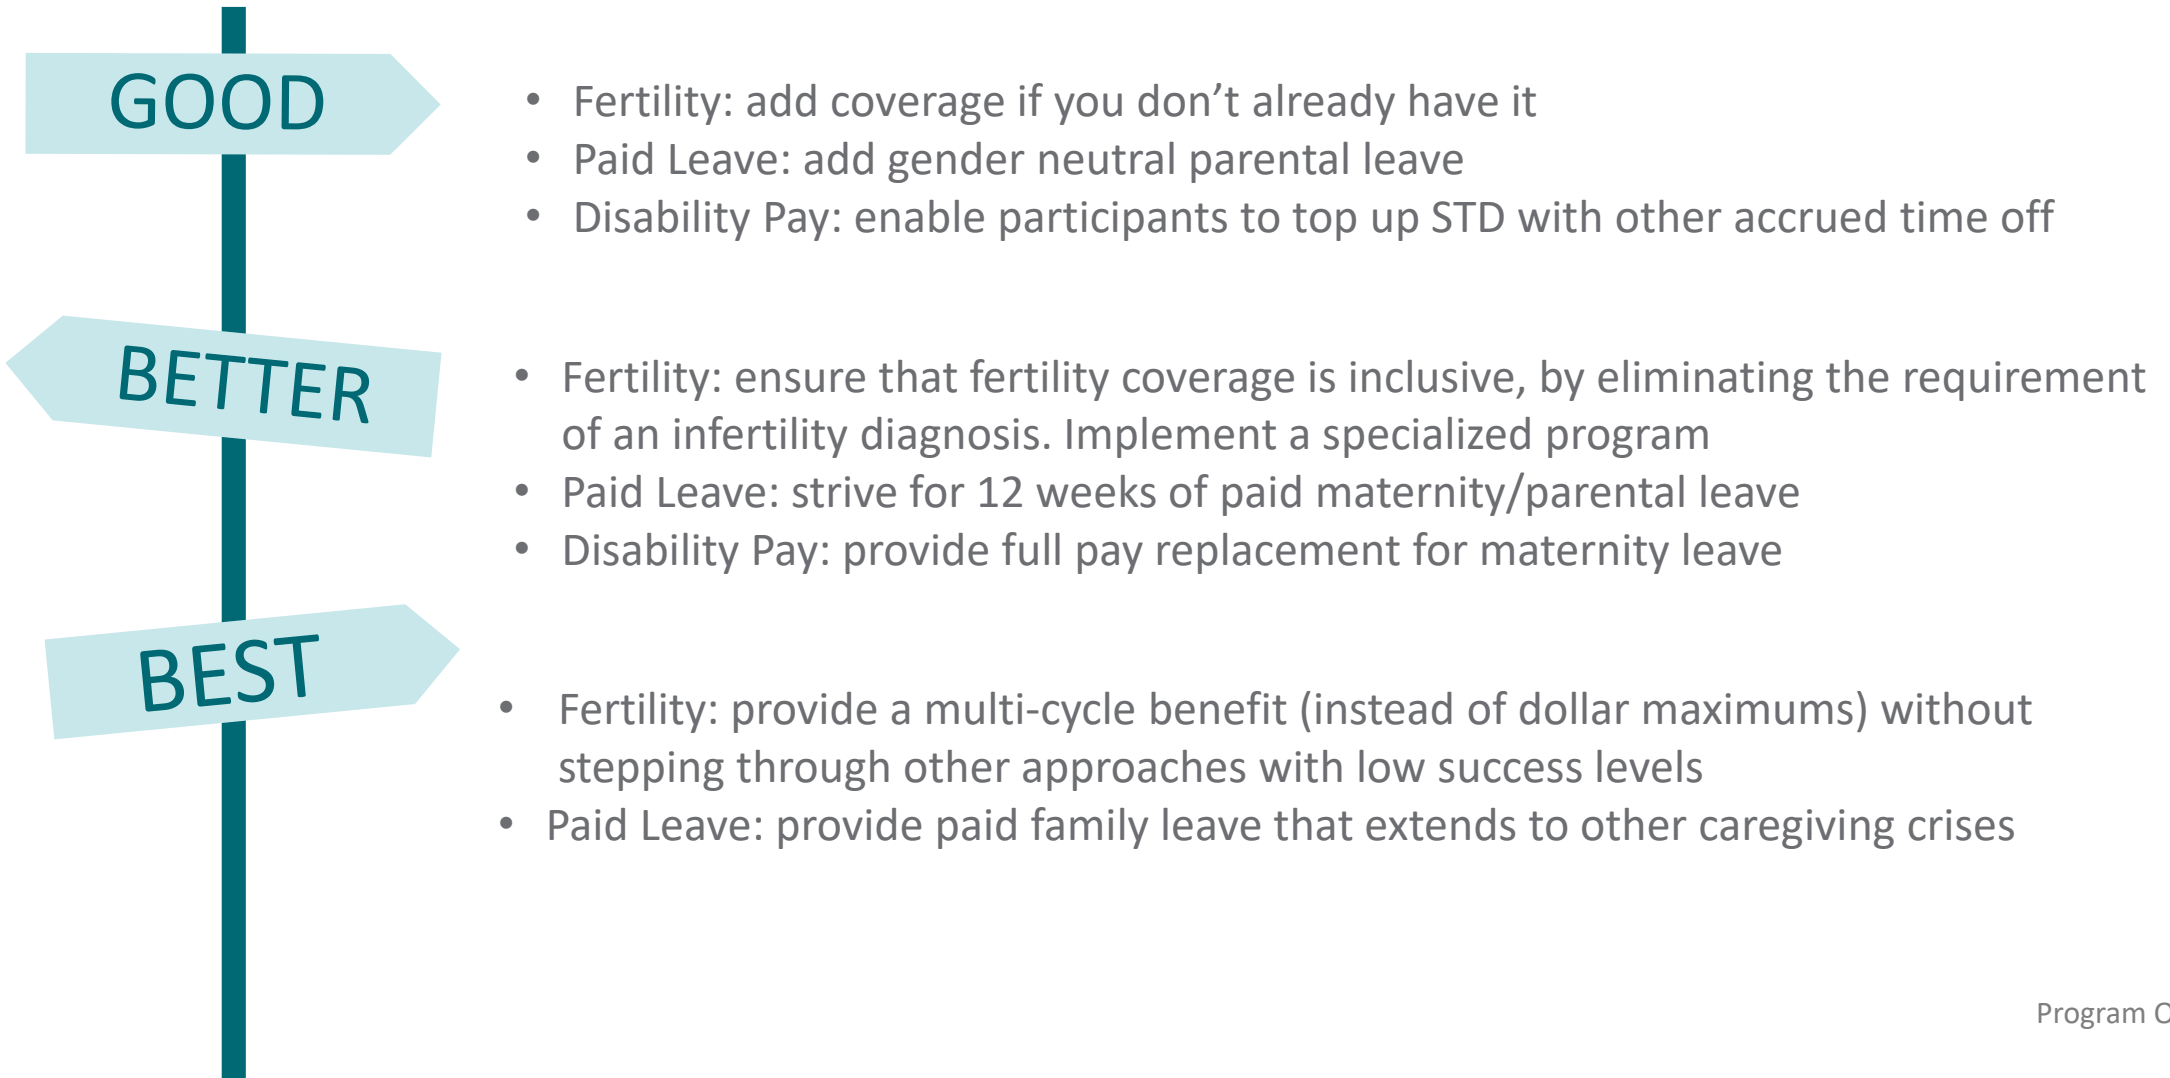 GOOD
• Fertility: add coverage if you don’t already have it
• Paid Leave: add gender neutral parental leave
• Disability Pay: enable participants to top up STD with other accrued time off
BETTER
• Fertility: ensure that fertility coverage is inclusive, by eliminating the requirement
of an infertility diagnosis. Implement a specialized program
• Paid Leave: strive for 12 weeks of paid maternity/parental leave
• Disability Pay: provide full pay replacement for maternity leave
BEST
• Fertility: provide a multi-cycle benefit (instead of dollar maximums) without
stepping through other approaches with low success levels
• Paid Leave: provide paid family leave that extends to other caregiving crises
Program